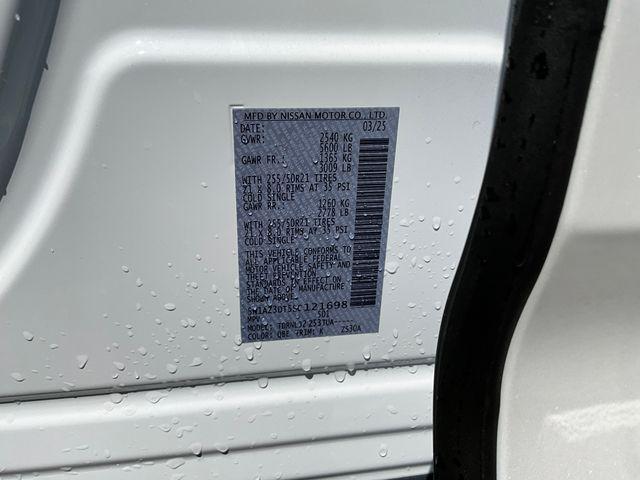 MFD BY NISSAN MOTOR CO., LTD.
DATE: 03/25
GVWR: 2540 KG
5600 LB
GAWR FR.: 1365 KG
3009 LB
WITH 255/50R21 TIRES
21 X 8.0 RIMS AT 35 PSI
COLD SINGLE
GAWR RR.: 1260 KG
2778 LB
WITH 255/50R21 TIRES
21 X 8.0 RIMS AT 35 PSI
COLD SINGLE
THIS VEHICLE CONFORMS TO
ALL APPLICABLE FEDERAL
MOTOR VEHICLE SAFETY AND
THEFT PREVENTION
STANDARDS IN EFFECT ON
THE DATE OF MANUFACTURE
SHOWN ABOVE
121698
MPV
COLOR: QBE TRIM: K